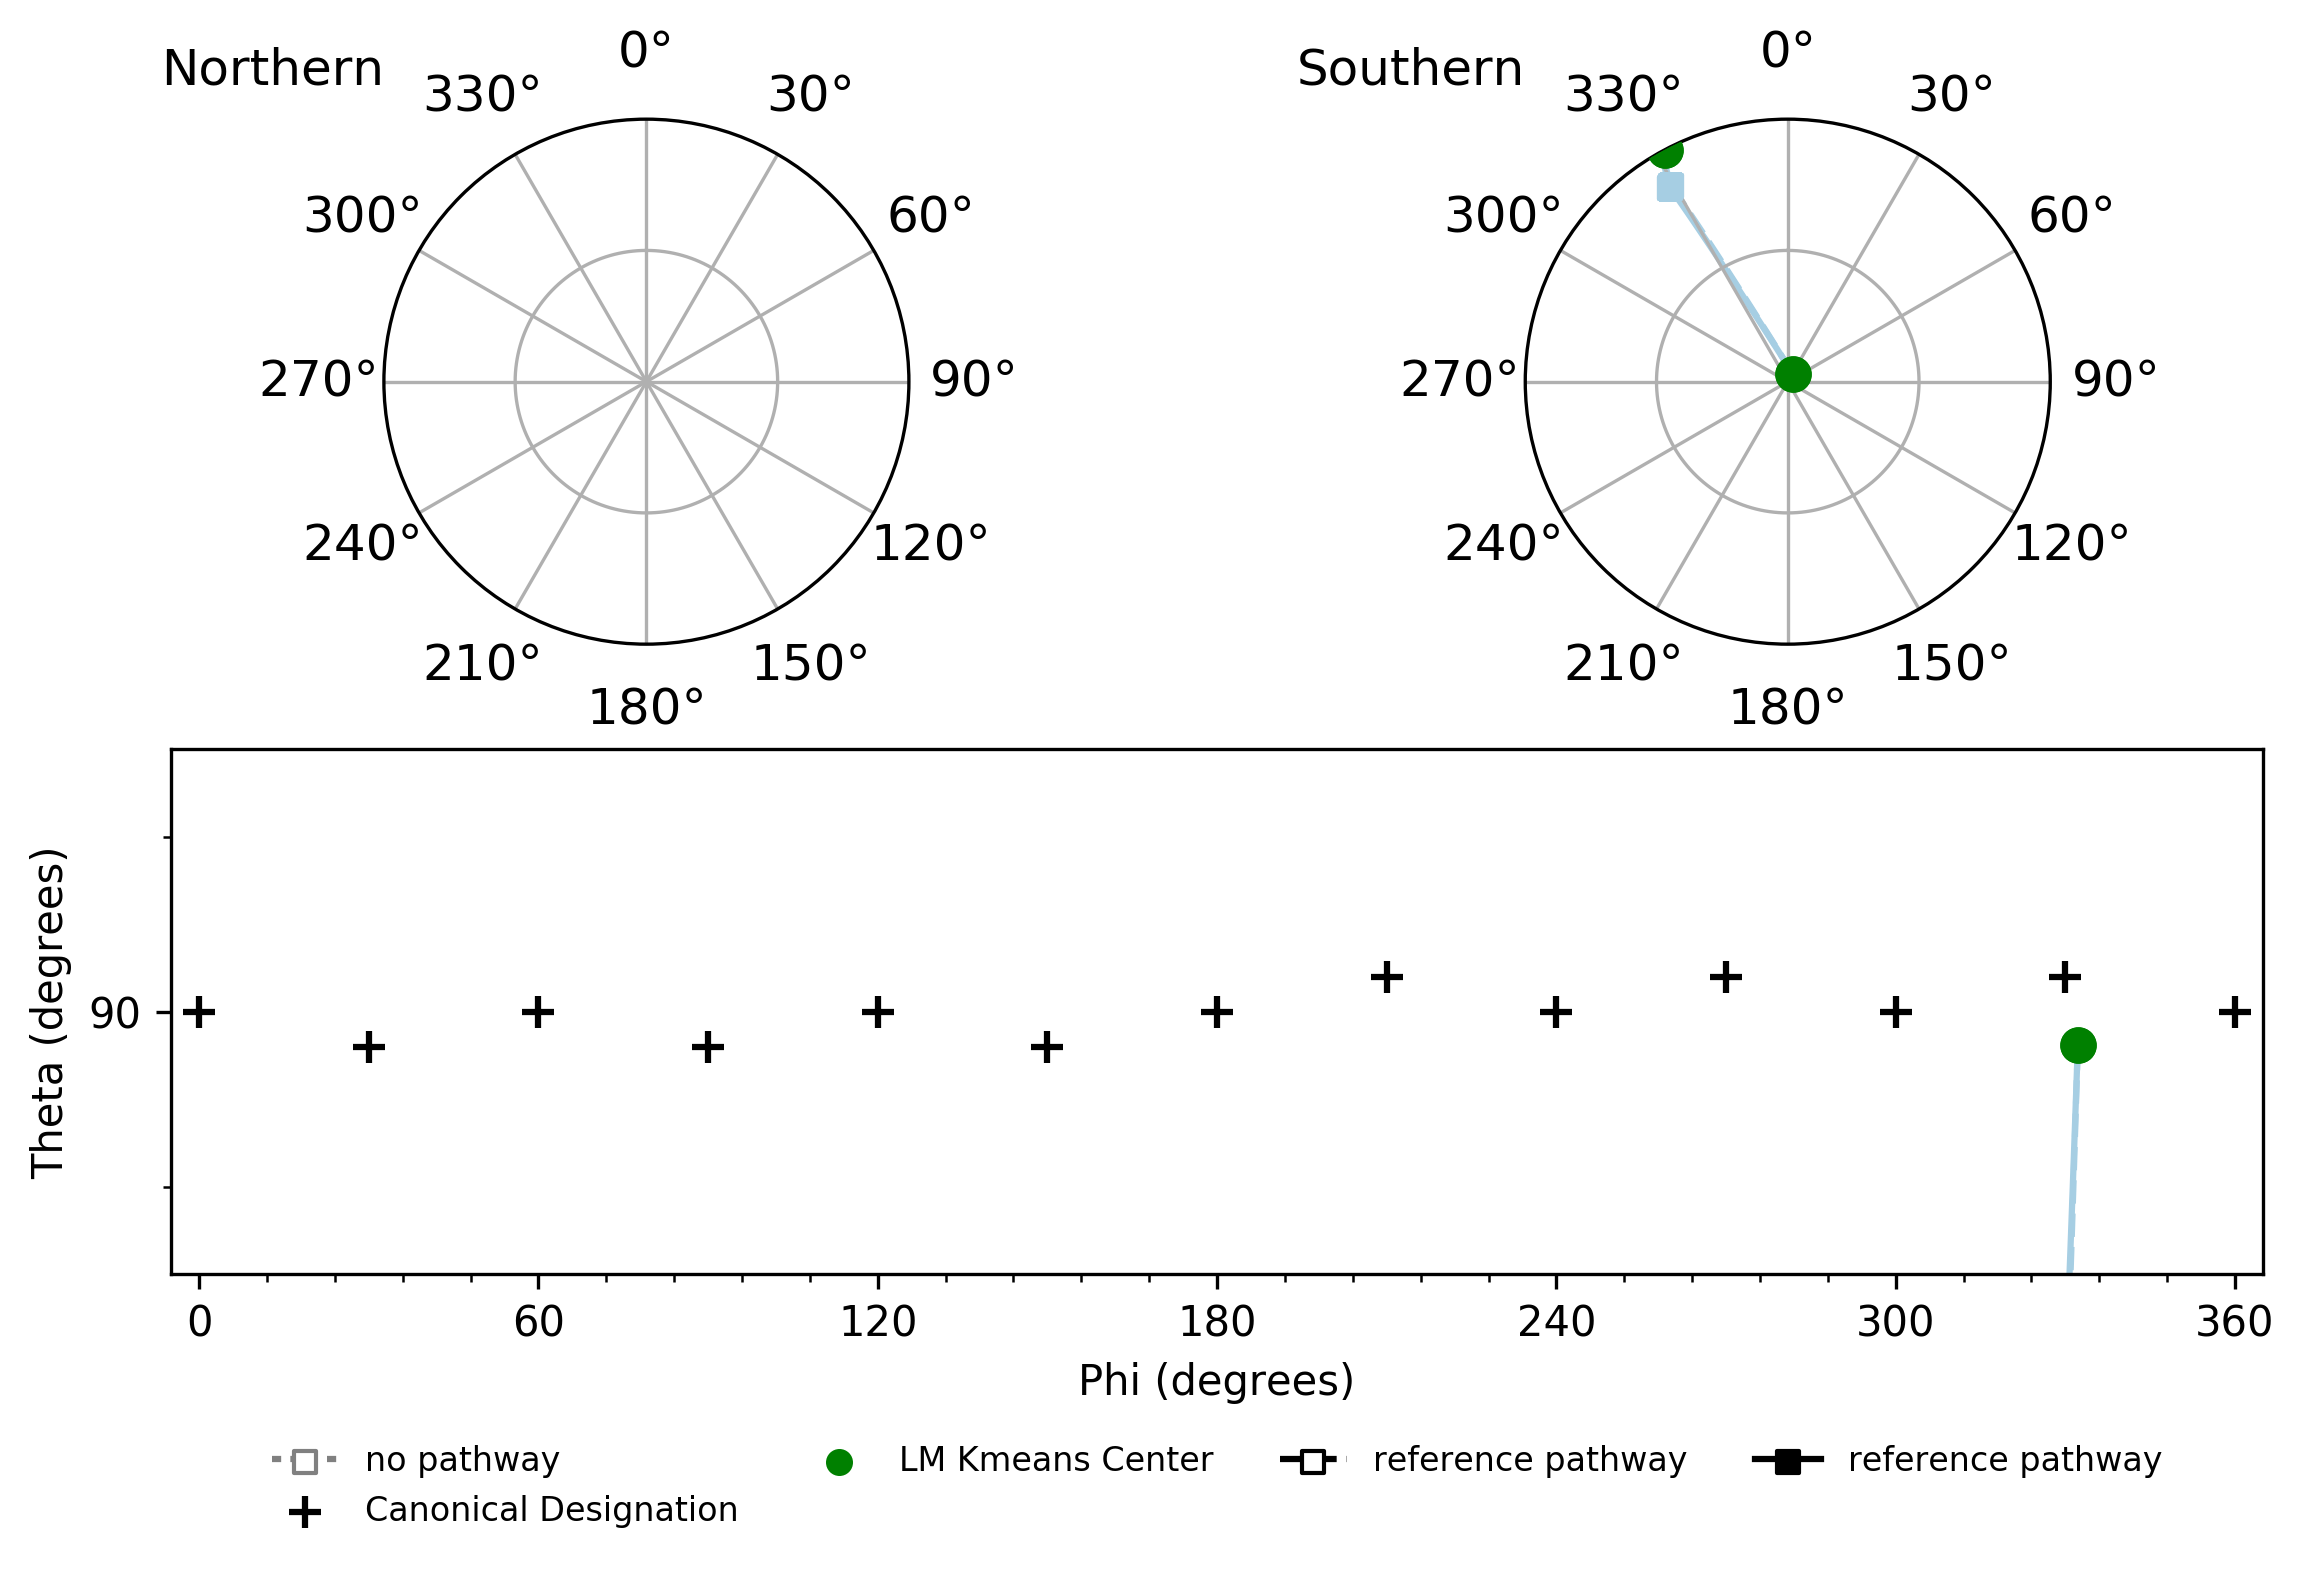 Northern
0°
330°
30°
300°
60°
270°
90°
240°
120°
210°
150°
180°
Southern
0°
330°
30°
300°
60°
270°
90°
240°
120°
210°
150°
180°
Theta (degrees)
90
0 60 120 180 240 300 360
Phi (degrees)
no pathway
Canonical Designation
LM Kmeans Center
reference pathway
reference pathway